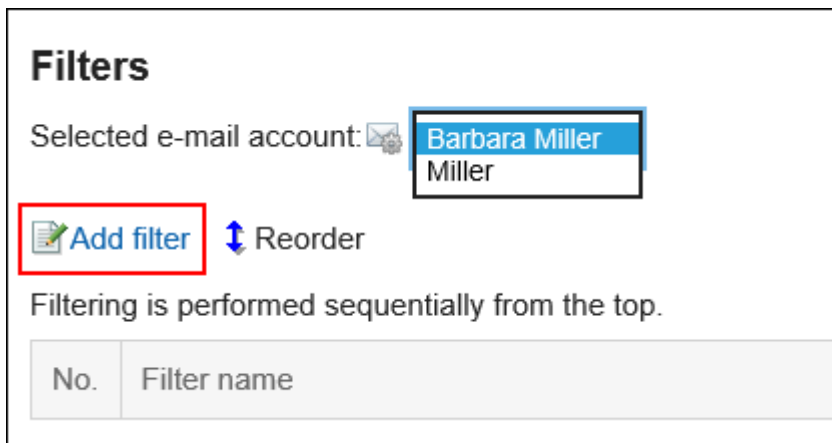 Filters
Selected e-mail account: Barbara Miller
Miller
Add filter Reorder
Filtering is performed sequentially from the top.
No. Filter name